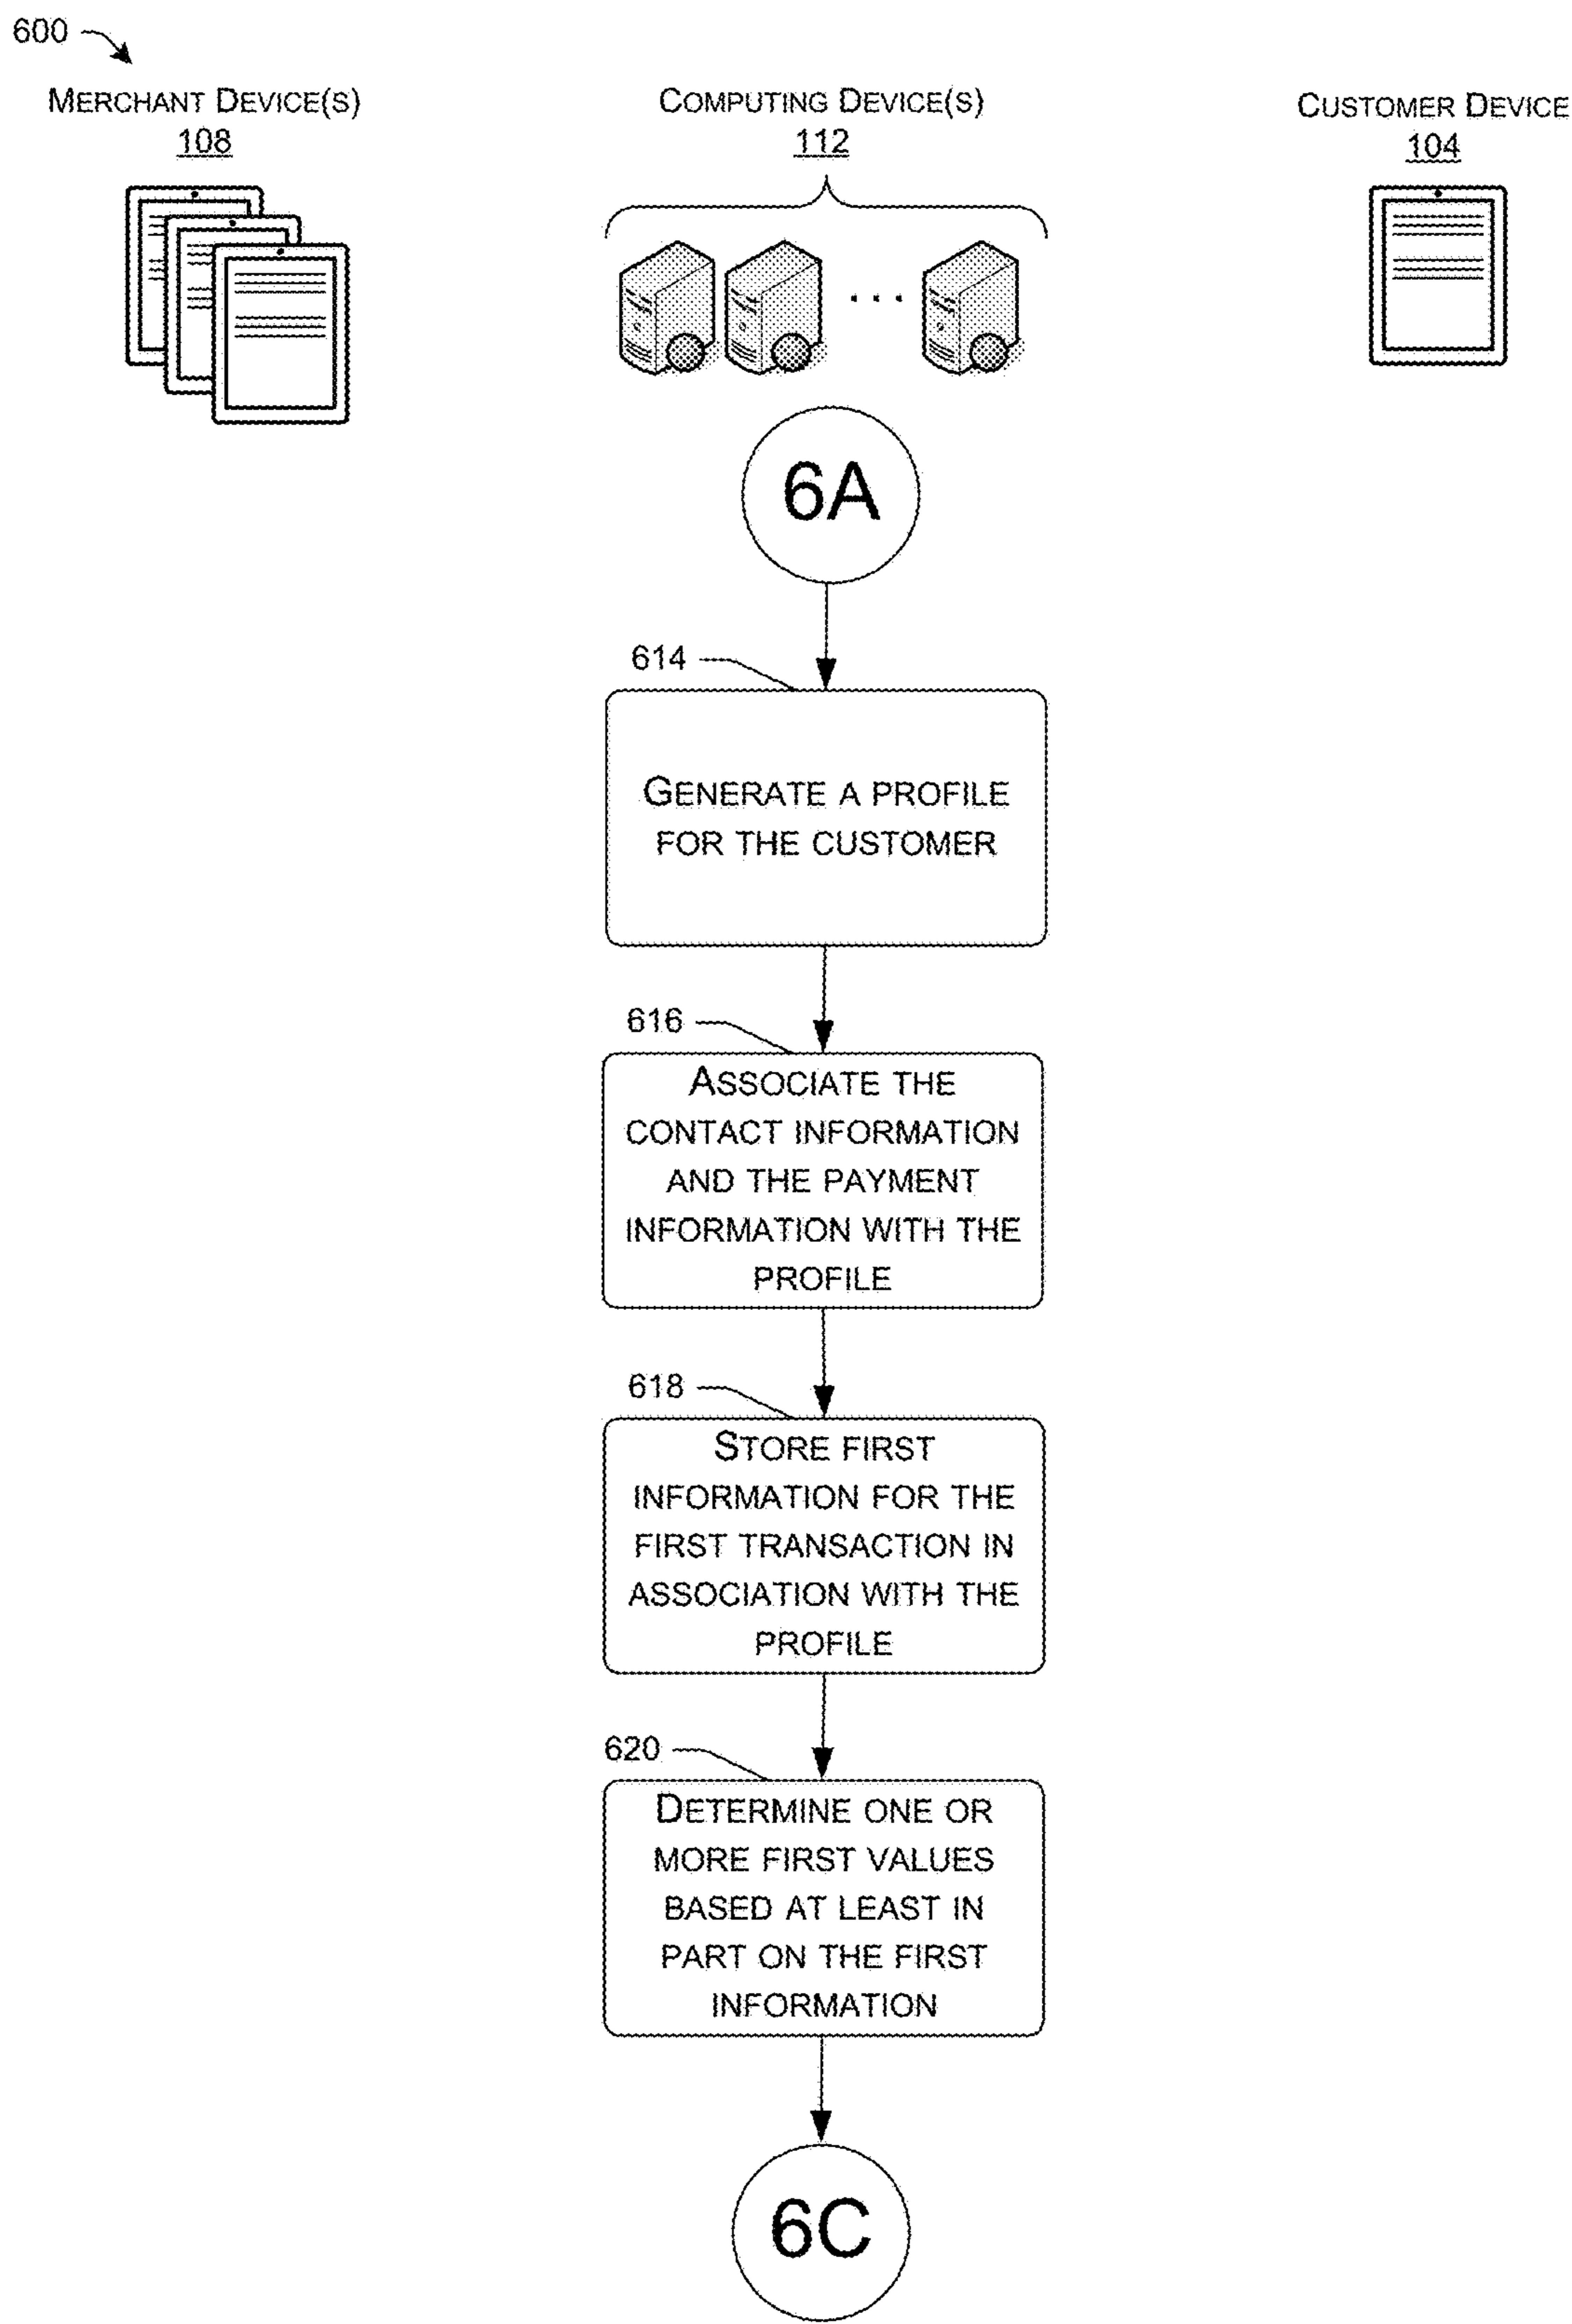 600
MERCHANT DEVICE(S)
108
COMPUTING DEVICE(S)
112
CUSTOMER DEVICE
104
6A
614
GENERATE A PROFILE
FOR THE CUSTOMER
616
ASSOCIATE THE
CONTACT INFORMATION
AND THE PAYMENT
INFORMATION WITH THE
PROFILE
618
STORE FIRST
INFORMATION FOR THE
FIRST TRANSACTION IN
ASSOCIATION WITH THE
PROFILE
620
DETERMINE ONE OR
MORE FIRST VALUES
BASED AT LEAST IN
PART ON THE FIRST
INFORMATION
6C